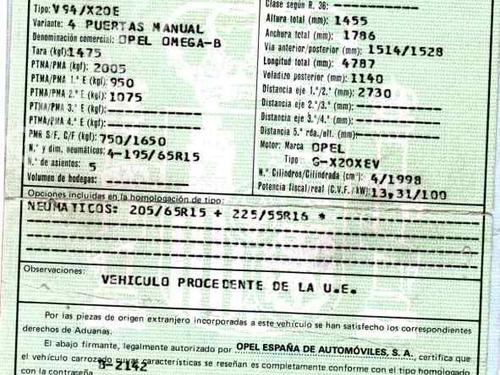 Tipo: V94/X20E
Variante: 4 PUERTAS MANUAL
Denominación comercial: OPEL OMEGA-B
Tara (kgf): 1475
PTMA/PMA (kgf): 2005
PTMA/PMA 1.ª E (kgf): 950
PTMA/PMA 2.ª E (kgf): 1075
PTMA/PMA 3.ª E (kgf):
PTMA/PMA 4.ª E (kgf):
PMR S/F, C/F (kgf): 750/1650
N.º y dim. neumáticos: 4-195/65R15
N.º de asientos: 5
Volumen de bodegas:
Clase según R. 36:
Altura total (mm): 1455
Anchura total (mm): 1786
Vía anterior/posterior (mm): 1514/1528
Longitud total (mm): 4787
Voladizo posterior (mm): 1140
Distancia eje 1.º/2.º (mm): 2730
Distancia eje 2.º/3.º (mm):
Distancia eje 3.º/4.º (mm):
Distancia 5.ª rda./alt. (mm):
Motor: Marca OPEL
Tipo G-X20XEV
N.º Cilindros/Cilindrada (cm³): 4/1998
Potencia fiscal/real (C.V.F./kW): 13,31/100
Opciones incluidas en la homologación de tipo:
NEUMATICOS: 205/65R15 + 225/55R16 *
Observaciones:
VEHICULO PROCEDENTE DE LA U.E.
Por las piezas de origen extranjero incorporadas a este vehículo se han satisfecho los correspondientes
derechos de Aduanas.
El abajo firmante, legalmente autorizado por OPEL ESPAÑA DE AUTOMÓVILES, S. A., certifica que
el vehículo carrozado cuyas características se reseñan es completamente conforme con el tipo homologado
con la contraseña B-2142